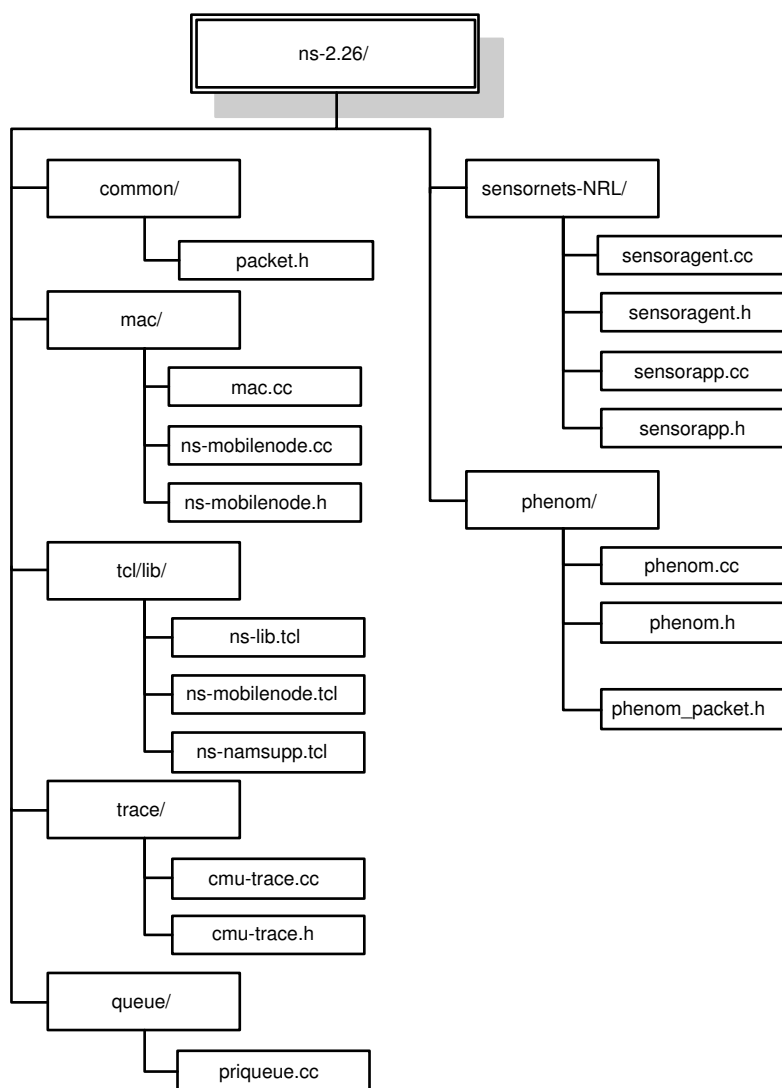 ns-2.26/
common/
packet.h
mac/
mac.cc
ns-mobilenode.cc
ns-mobilenode.h
tcl/lib/
ns-lib.tcl
ns-mobilenode.tcl
ns-namsupp.tcl
trace/
cmu-trace.cc
cmu-trace.h
queue/
priqueue.cc
sensornets-NRL/
sensoragent.cc
sensoragent.h
sensorapp.cc
sensorapp.h
phenom/
phenom.cc
phenom.h
phenom_packet.h